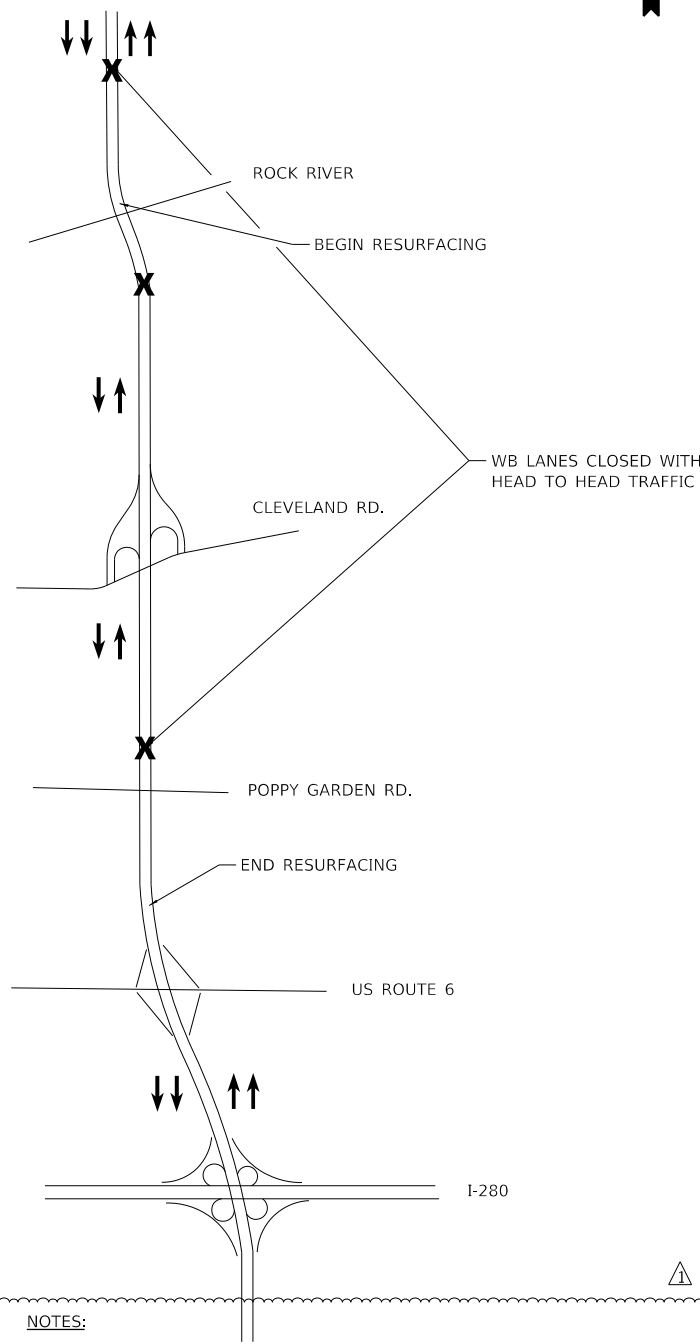 X
ROCK RIVER
BEGIN RESURFACING
X
WB LANES CLOSED WITH
HEAD TO HEAD TRAFFIC
CLEVELAND RD.
X
POPPY GARDEN RD.
END RESURFACING
US ROUTE 6
I-280
1
NOTES: